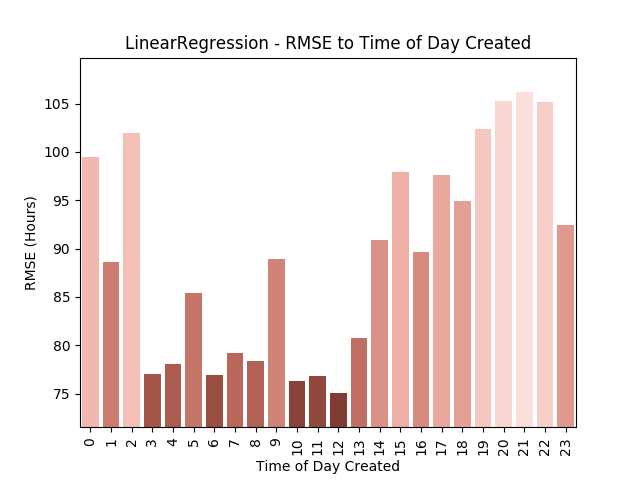 LinearRegression - RMSE to Time of Day Created
RMSE (Hours)
105
100
95
90
85
80
75
0 1 2 3 4 5 6 7 8 9 10 11 12 13 14 15 16 17 18 19 20 21 22 23
Time of Day Created